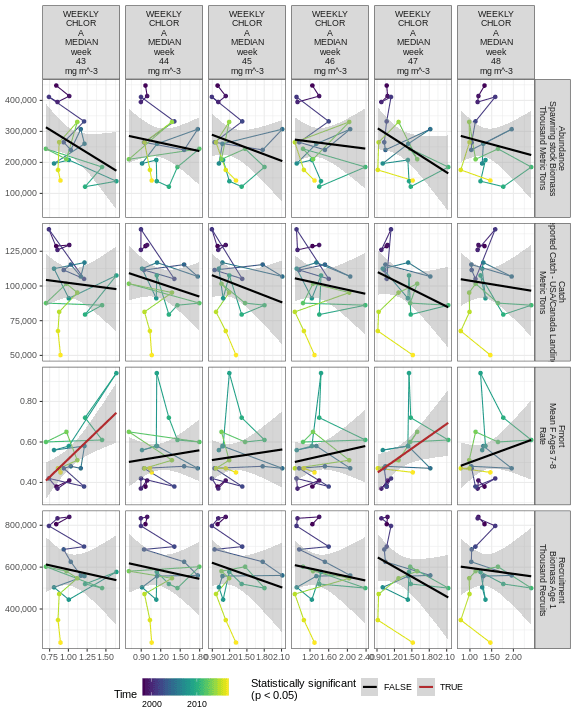 WEEKLY
CHLOR
A
MEDIAN
week
43
mg m^-3
WEEKLY
CHLOR
A
MEDIAN
week
44
mg m^-3
WEEKLY
CHLOR
A
MEDIAN
week
45
mg m^-3
WEEKLY
CHLOR
A
MEDIAN
week
46
mg m^-3
WEEKLY
CHLOR
A
MEDIAN
week
47
mg m^-3
WEEKLY
CHLOR
A
MEDIAN
week
48
mg m^-3
400,000
300,000
200,000
100,000
Abundance
Spawning stock Biomass
Thousand Metric Tons
125,000
100,000
75,000
50,000
Catch
ported Catch - USA/Canada Landin
Metric Tons
0.80
0.60
0.40
Fmort
Mean F Ages 7-8
Rate
800,000
600,000
400,000
Recruitment
Biomass Age 1
Thousand Recruits
0.75 1.00 1.25 1.50
0.90 1.20 1.50 1.80
0.90 1.20 1.50 1.80 2.10
1.20 1.60 2.00 2.40
0.90 1.20 1.50 1.80 2.10
1.00 1.50 2.00
Time
2000 2010
Statistically significant
(p < 0.05)
FALSE
TRUE